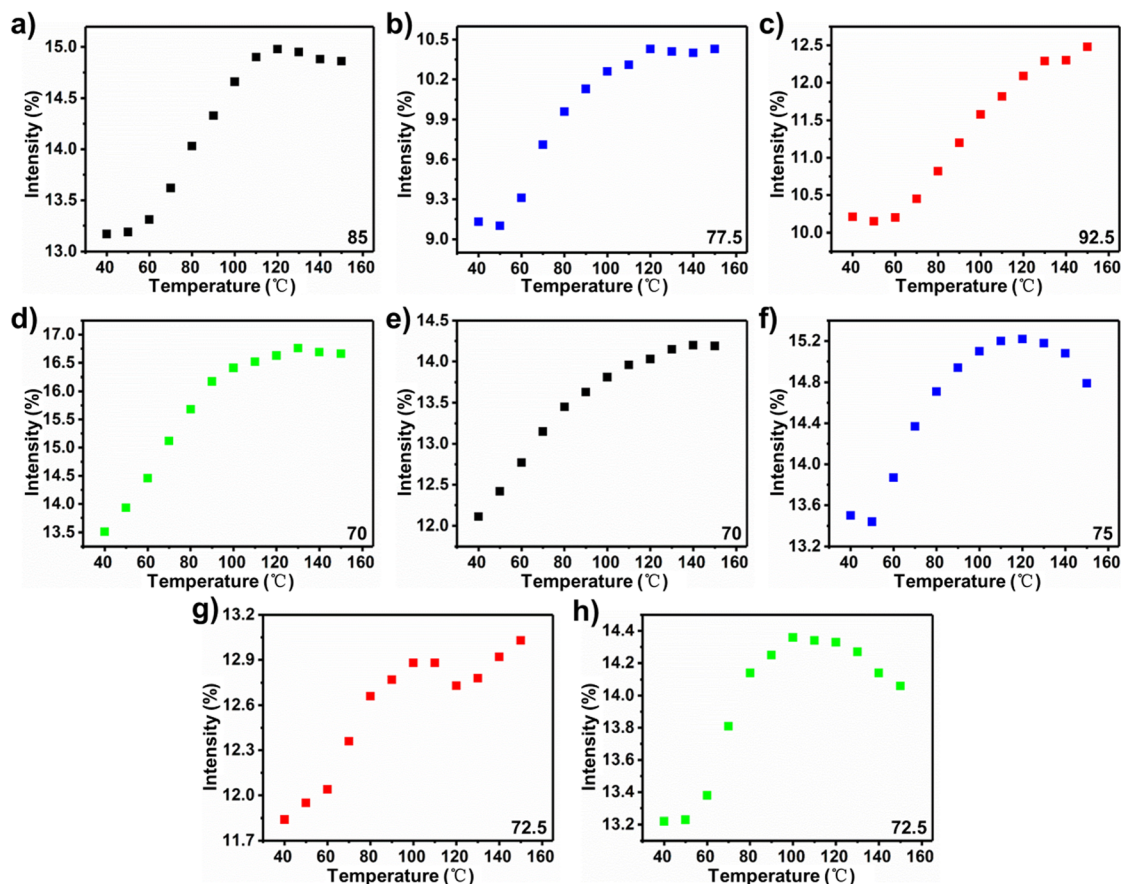 a)
15.0
14.5
14.0
13.5
13.0
Intensity (%)
40 60 80 100 120 140 160
Temperature (℃)
85
b)
10.5
10.2
9.9
9.6
9.3
9.0
Intensity (%)
40 60 80 100 120 140 160
Temperature (℃)
77.5
c)
12.5
12.0
11.5
11.0
10.5
10.0
Intensity (%)
40 60 80 100 120 140 160
Temperature (℃)
92.5
d)
17.0
16.5
16.0
15.5
15.0
14.5
14.0
13.5
Intensity (%)
40 60 80 100 120 140 160
Temperature (℃)
70
e)
14.5
14.0
13.5
13.0
12.5
12.0
Intensity (%)
40 60 80 100 120 140 160
Temperature (℃)
70
f)
15.2
14.8
14.4
14.0
13.6
13.2
Intensity (%)
40 60 80 100 120 140 160
Temperature (℃)
75
g)
13.2
12.9
12.6
12.3
12.0
11.7
Intensity (%)
40 60 80 100 120 140 160
Temperature (℃)
72.5
h)
14.4
14.2
14.0
13.8
13.6
13.4
13.2
Intensity (%)
40 60 80 100 120 140 160
Temperature (℃)
72.5